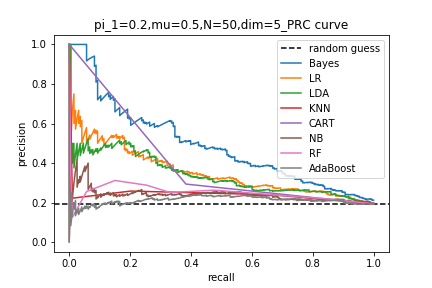 pi_1=0.2,mu=0.5,N=50,dim=5_PRC curve
1.0
0.8
0.6
0.4
0.2
0.0
precision
random guess
Bayes
LR
LDA
KNN
CART
NB
RF
AdaBoost
0.0 0.2 0.4 0.6 0.8 1.0
recall